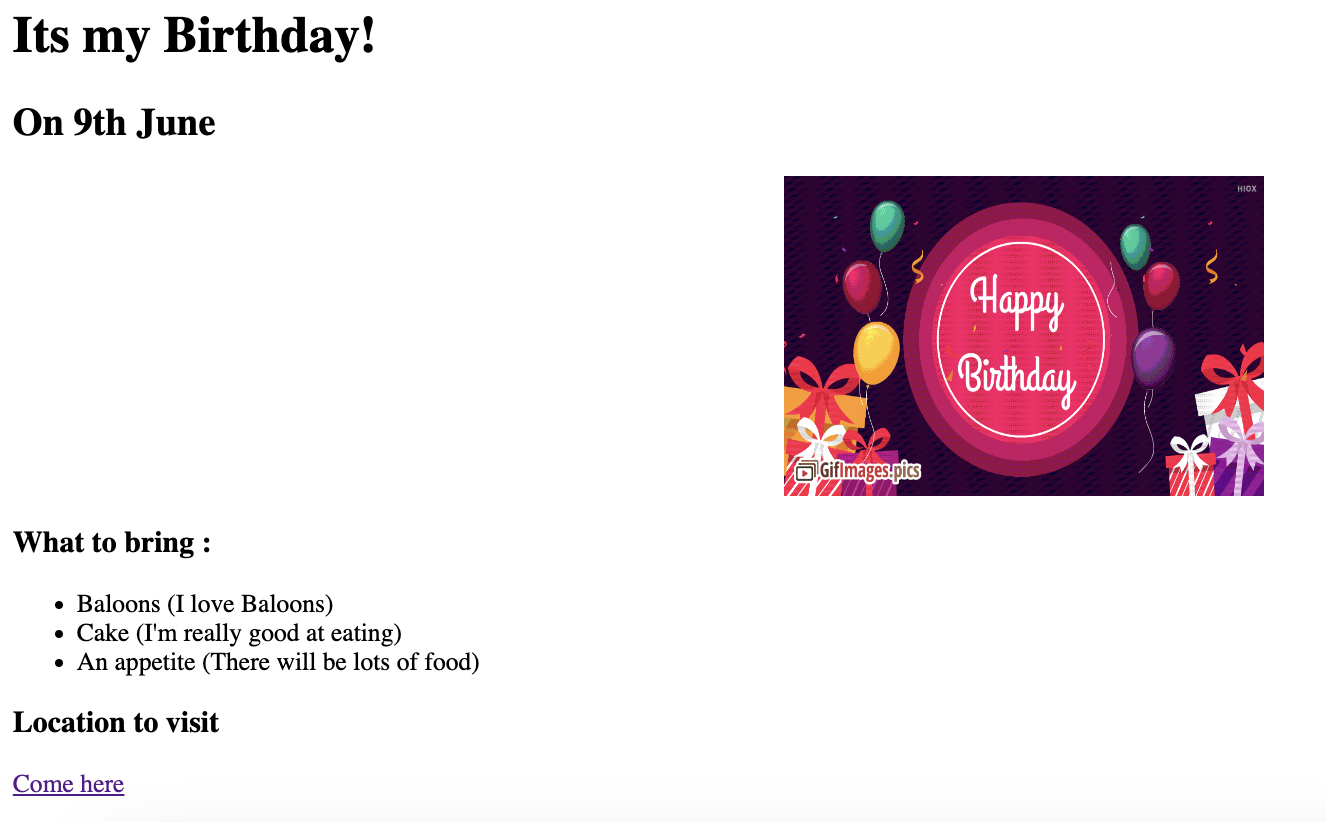 Its my Birthday!
On 9th June
HIOX
Happy
Birthday
GifImages.pics
What to bring :
Baloons (I love Baloons)
Cake (I'm really good at eating)
An appetite (There will be lots of food)
Location to visit
Come here